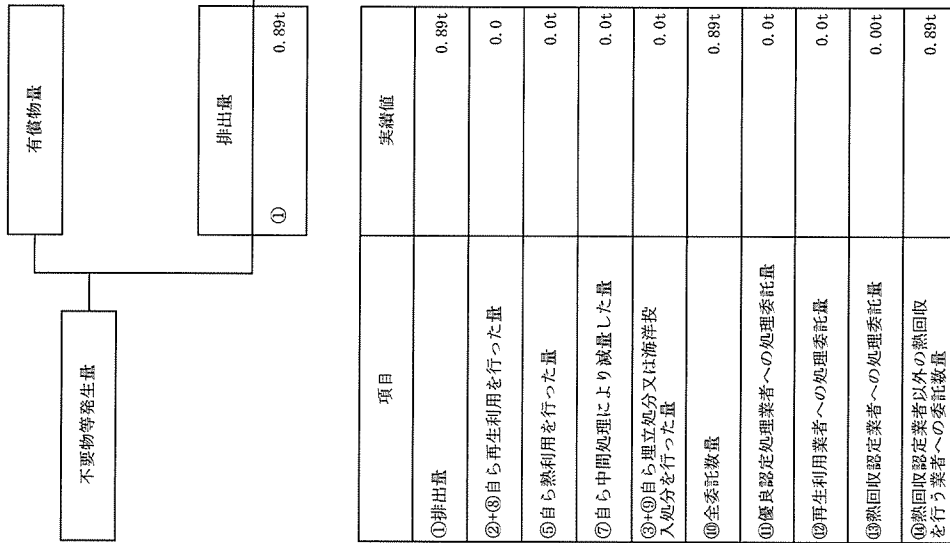 不要物等発生量
有償物量
排出量
① 0.89t
項目 実績値
①排出量 0.89t
②+⑧自ら再生利用を行った量 0.0
⑤自ら熱利用を行った量 0.0t
⑦自ら中間処理により減量した量 0.0t
③+⑨自ら埋立処分又は海洋投
入処分を行った量 0.0t
⑩全委託数量 0.89t
⑪優良認定処理業者への処理委託量 0.0t
⑫再生利用業者への処理委託量 0.0t
⑬熱回収認定業者への処理委託量 0.00t
⑭熱回収認定業者以外の熱回収
を行う業者への委託数量 0.89t